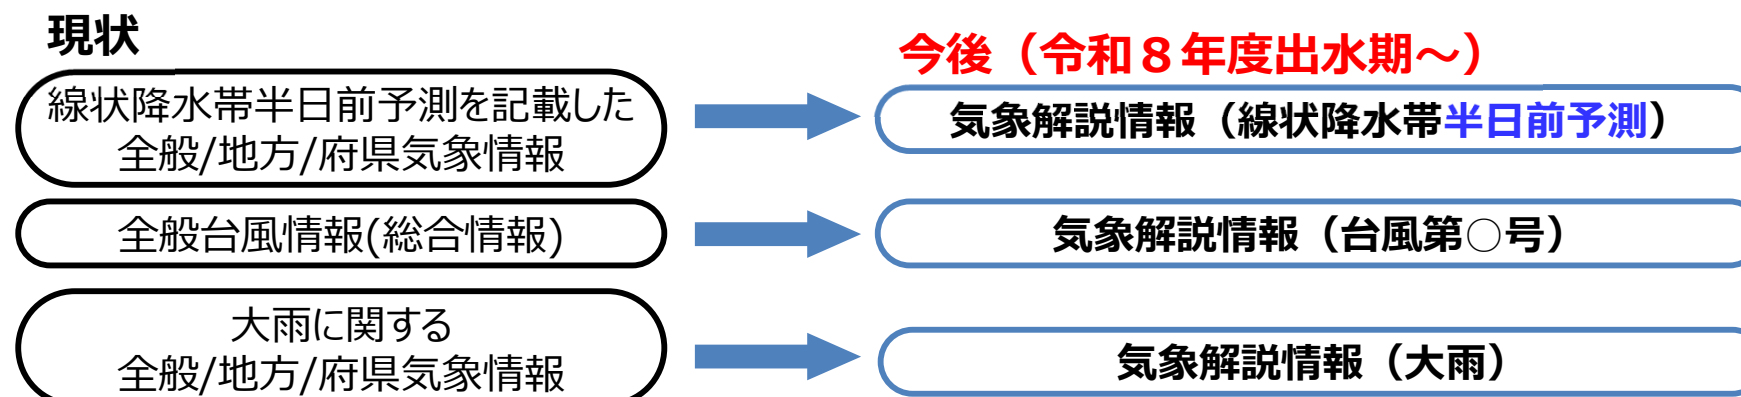 現状
今後（令和８年度出水期～）
線状降水帯半日前予測を記載した
全般/地方/府県気象情報
気象解説情報（線状降水帯半日前予測）
全般台風情報(総合情報)
気象解説情報（台風第○号）
大雨に関する
全般/地方/府県気象情報
気象解説情報（大雨）